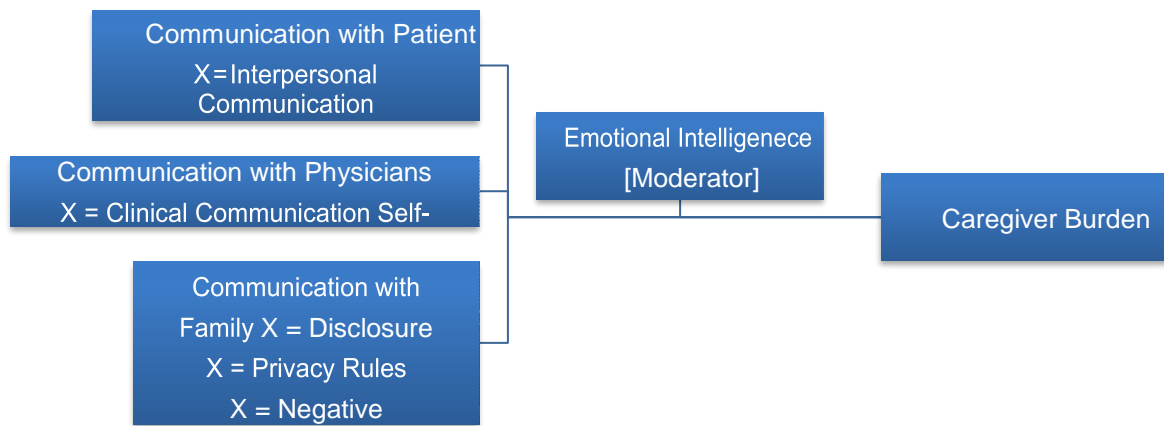 Communication with Patient
X=Interpersonal
Communication
Communication with Physicians
X = Clinical Communication Self-
Communication with
Family X = Disclosure
X = Privacy Rules
X = Negative
Emotional Intelligenece
[Moderator]
Caregiver Burden